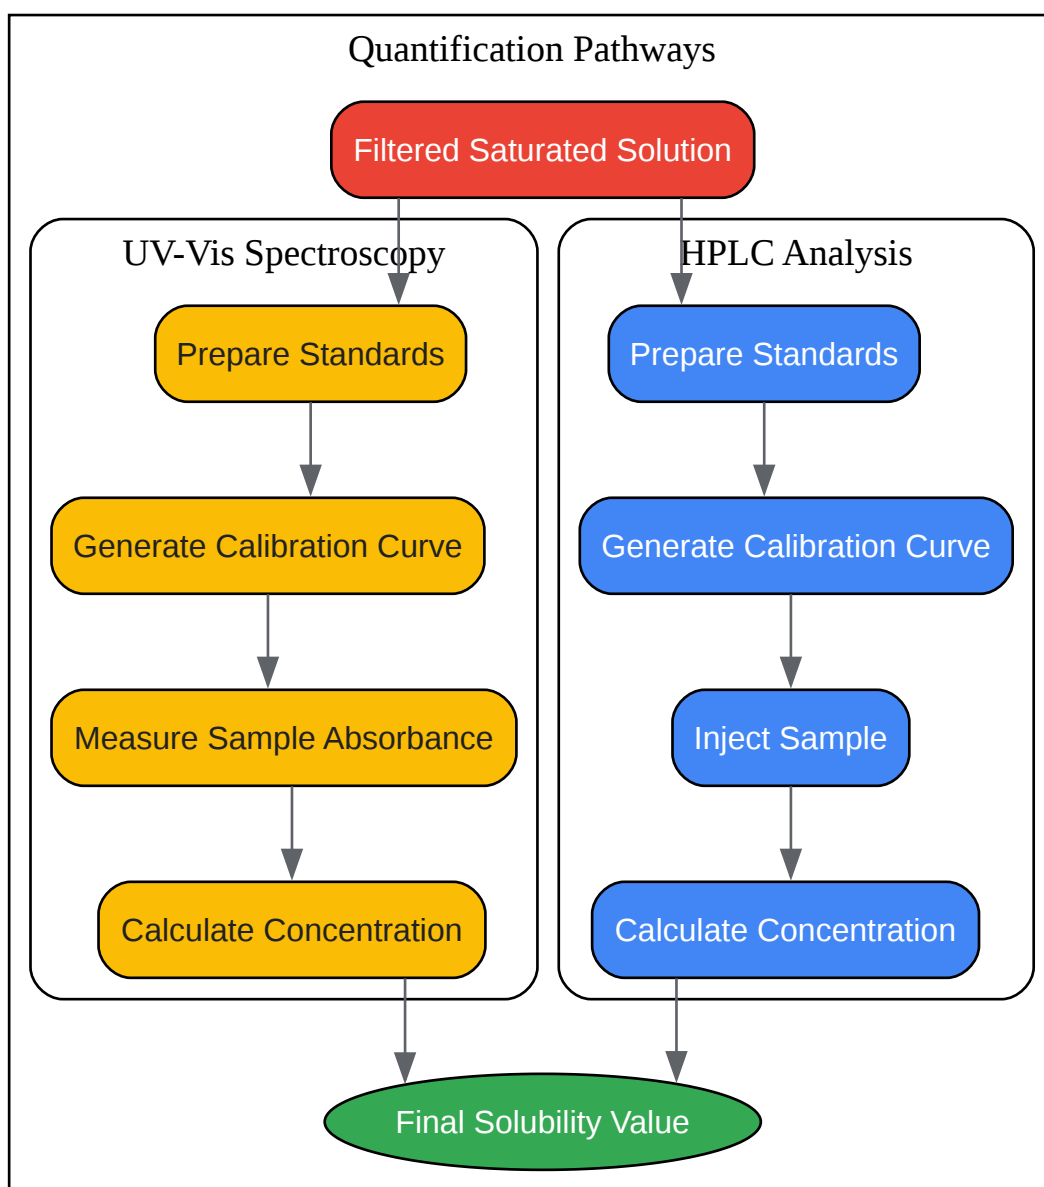 Quantification Pathways
Filtered Saturated Solution
UV-Vis Spectroscopy
Prepare Standards
Generate Calibration Curve
Measure Sample Absorbance
Calculate Concentration
HPLC Analysis
Prepare Standards
Generate Calibration Curve
Inject Sample
Calculate Concentration
Final Solubility Value